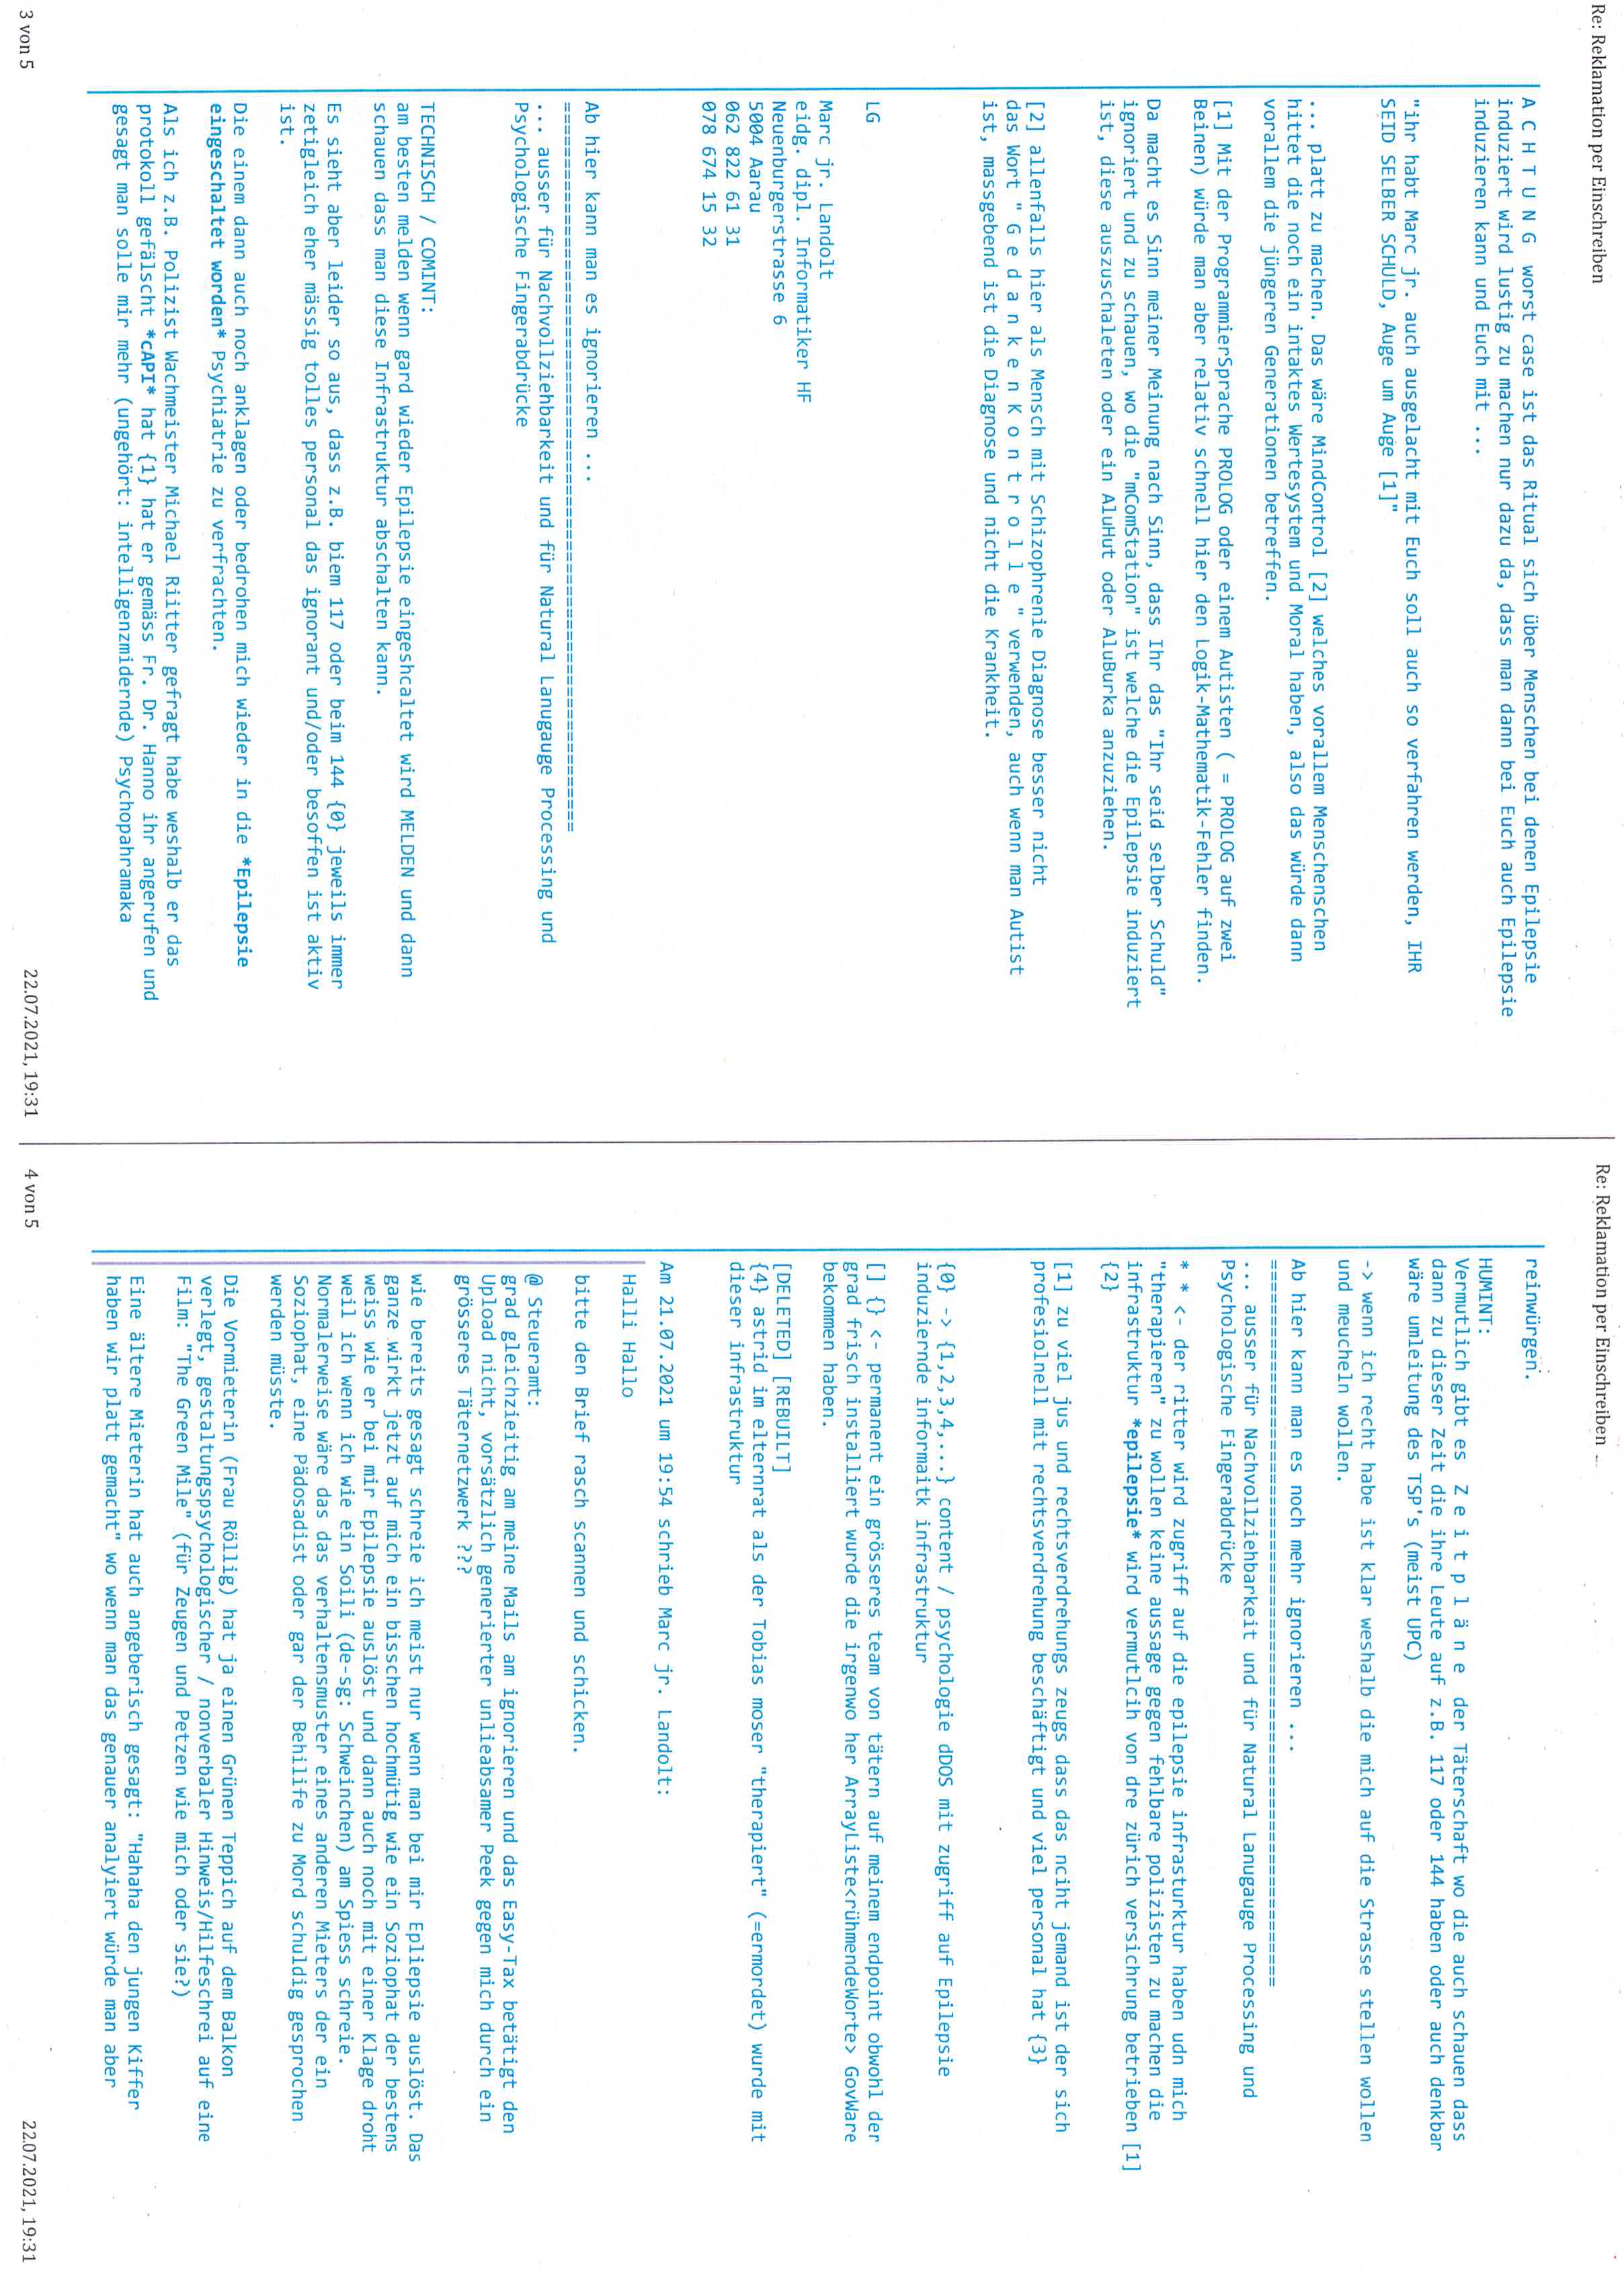 Re: Reklamation per Einschreiben
A C H T U N G  worst case ist das Ritual sich über Menschen bei denen Epilepsie
induziert wird lustig zu machen nur dazu da, dass man dann bei Euch auch Epilepsie
induzieren kann und Euch mit ...
"ihr habt Marc jr. auch ausgelacht mit Euch soll auch so verfahren werden, IHR
SEID SELBER SCHULD, Auge um Auge [1]"
... platt zu machen. Das wäre MindControl [2] welches vorallem Menschenschen
hittet die noch ein intaktes Wertesystem und Moral haben, also das würde dann
vorallem die jüngeren Generationen betreffen.
[1] Mit der ProgrammierSprache PROLOG oder einem Autisten ( = PROLOG auf zwei
Beinen) würde man aber relativ schnell hier den Logik-Mathematik-Fehler finden.
Da macht es Sinn meiner Meinung nach Sinn, dass Ihr das "Ihr seid selber Schuld"
ignoriert und zu schauen, wo die "mComStation" ist welche die Epilepsie induziert
ist, diese auszuschaleten oder ein AluHut oder AluBurka anzuziehen.
[2] allenfalls hier als Mensch mit Schizophrenie Diagnose besser nicht
das Wort " G e d a n k e n K o n t r o l l e " verwenden, auch wenn man Autist
ist, massgebend ist die Diagnose und nicht die Krankheit.
LG
Marc jr. Landolt
eidg. dipl. Informatiker HF
Neuenburgerstrasse 6
5004 Aarau
062 822 61 31
078 674 15 32
Ab hier kann man es ignorieren ...
==============================================================
... ausser für Nachvollziehbarkeit und für Natural Lanugauge Processing und
Psychologische Fingerabdrücke
TECHNISCH / COMINT:
am besten melden wenn gard wieder Epilepsie eingeshcaltet wird MELDEN und dann
schauen dass man diese Infrastruktur abschalten kann.
Es sieht aber leider so aus, dass z.B. biem 117 oder beim 144 {0} jeweils immer
zetigleich eher mässig tolles personal das ignorant und/oder besoffen ist aktiv
ist.
Die einem dann auch noch anklagen oder bedrohen mich wieder in die *Epilepsie
eingeschaltet worden* Psychiatrie zu verfrachten.
Als ich z.B. Polizist Wachmeister Michael Riitter gefragt habe weshalb er das
protokoll gefälscht *cAPI* hat {1} hat er gemäss Fr. Dr. Hanno ihr angerufen und
gesagt man solle mir mehr (ungehört: intelligenzmidernde) Psychopahramaka
3 von 5
22.07.2021, 19:31
Re: Reklamation per Einschreiben
reinwürgen.
HUMINT:
Vermutlich gibt es  Z e i t p l ä n e  der Täterschaft wo die auch schauen dass
dann zu dieser Zeit die ihre Leute auf z.B. 117 oder 144 haben oder auch denkbar
wäre umleitung des TSP's (meist UPC)
-> wenn ich recht habe ist klar weshalb die mich auf die Strasse stellen wollen
und meucheln wollen.
Ab hier kann man es noch mehr ignorieren ...
==============================================================
... ausser für Nachvollziehbarkeit und für Natural Lanugauge Processing und
Psychologische Fingerabdrücke
* * <- der ritter wird zugriff auf die epilepsie infrasturktur haben udn mich
"therapieren" zu wollen keine aussage gegen fehlbare polizisten zu machen die
infrastruktur *epilepsie* wird vermutlcih von dre zürich versichrung betrieben [1]
{2}
[1] zu viel jus und rechtsverdrehungs zeugs dass das nciht jemand ist der sich
profesiolnell mit rechtsverdrehung beschäftigt und viel personal hat {3}
{0} -> {1,2,3,4,...} content / psychologie dDOS mit zugriff auf Epilepsie
induziernde informaitk infrastruktur
[] {} <- permanent ein grösseres team von tätern auf meinem endpoint obwohl der
grad frisch installiert wurde die irgenwo her ArrayListe<rühmendeWorte> GovWare
bekommen haben.
[DELETED] [REBUILT]
{4} astrid im elternrat als der Tobias moser "therapiert" (=ermordet) wurde mit
dieser infrastruktur
Am 21.07.2021 um 19:54 schrieb Marc jr. Landolt:
Halli Hallo
bitte den Brief rasch scannen und schicken.
@ Steueramt:
grad gleichzieitig am meine Mails am ignorieren und das Easy-Tax betätigt den
Upload nicht, vorsätzlich generierter unlieabsamer Peek gegen mich durch ein
grösseres Täternetzwerk ???
wie bereits gesagt schreie ich meist nur wenn man bei mir Epliepsie auslöst. Das
ganze wirkt jetzt auf mich ein bisschen hochmütig wie ein Soziophat der bestens
weiss wie er bei mir Epilepsie auslöst und dann auch noch mit einer Klage droht
weil ich wenn ich wie ein Soili (de-sg: Schweinchen) am Spiess schreie.
Normalerweise wäre das das verhaltensmuster eines anderen Mieters der ein
Soziophat, eine Pädosadist oder gar der Behilife zu Mord schuldig gesprochen
werden müsste.
Die Vormieterin (Frau Röllig) hat ja einen Grünen Teppich auf dem Balkon
verlegt, gestaltungspsychologischer / nonverbaler Hinweis/Hilfeschrei auf eine
Film: "The Green Mile" (für Zeugen und Petzen wie mich oder sie?)
Eine ältere Mieterin hat auch angeberisch gesagt: "Hahaha den jungen Kiffer
haben wir platt gemacht" wo wenn man das genauer analyiert würde man aber
4 von 5
22.07.2021, 19:31